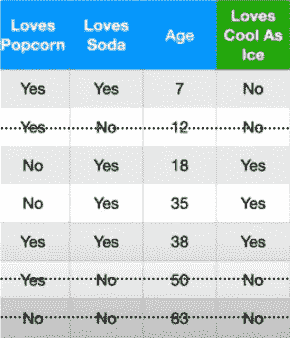 Loves Popcorn Loves Soda Age Loves Cool As Ice
Yes Yes 7 No
Yes No 12 No
No Yes 18 Yes
No Yes 35 Yes
Yes Yes 38 Yes
Yes No 50 No
No No 83 No